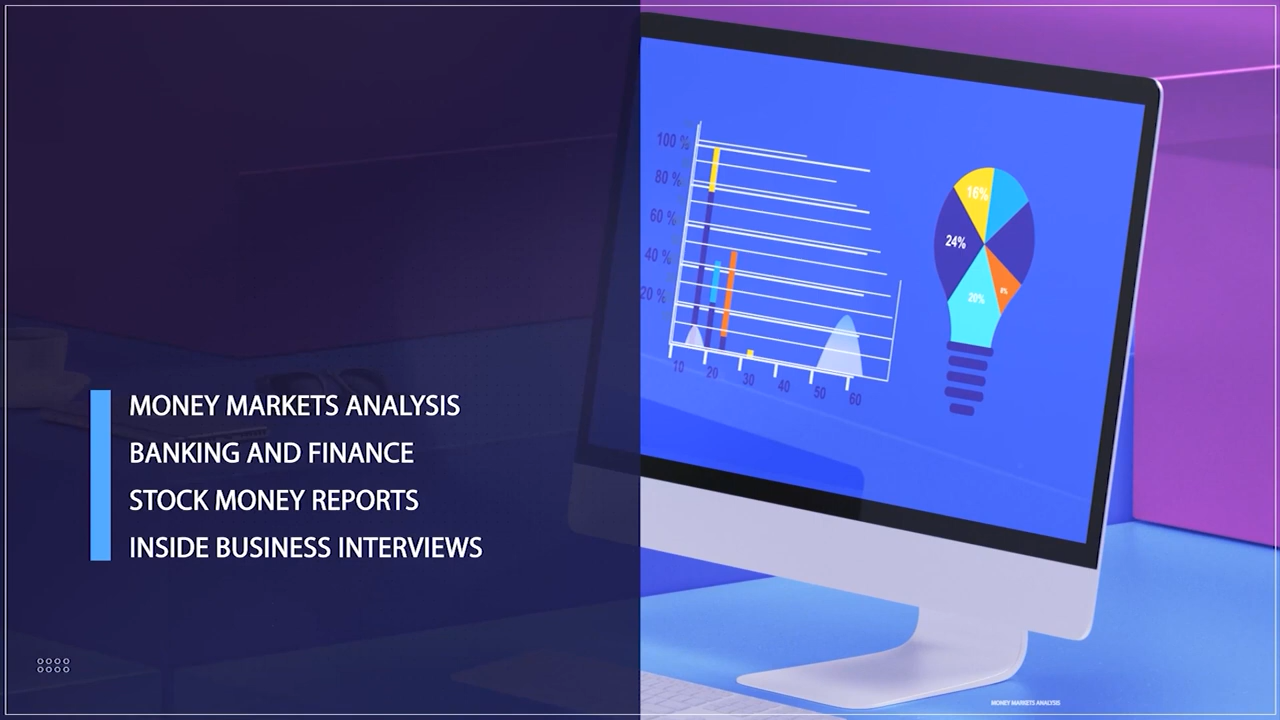 MONEY MARKETS ANALYSIS
BANKING AND FINANCE
STOCK MONEY REPORTS
INSIDE BUSINESS INTERVIEWS
100 %
80 %
60 %
40 %
20 %
10 20 30 40 50 60
16%
24%
20%
8%
MONEY MARKETS ANALYSIS